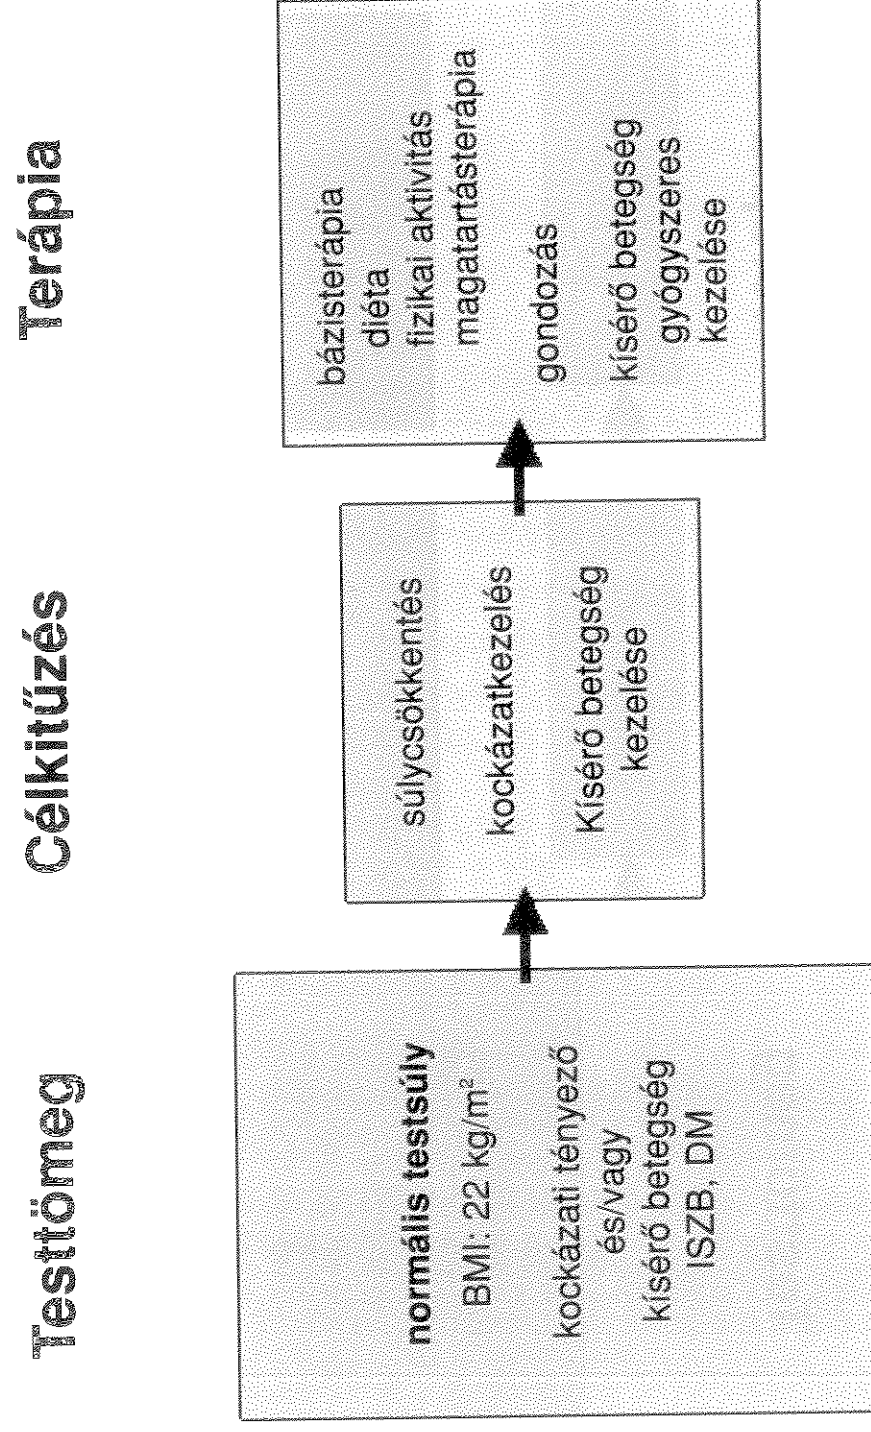 Testtömeg
normális testsúly
BMI: 22 kg/m²
kockázati tényező
és/vagy
kísérő betegség
ISZB, DM
Célkitűzés
súlycsökkentés
kockázatkezelés
Kísérő betegség
kezelése
Terápia
bázisterápia
diéta
fizikai aktivitás
magatartásterápia
gondozás
kísérő betegség
gyógyszeres
kezelése